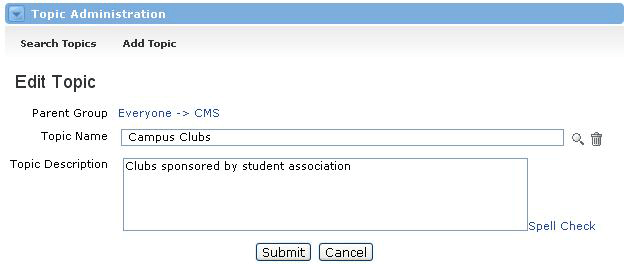 Topic Administration
Search Topics Add Topic
Edit Topic
Parent Group Everyone -> CMS
Topic Name Campus Clubs
Topic Description Clubs sponsored by student association
Spell Check
Submit Cancel